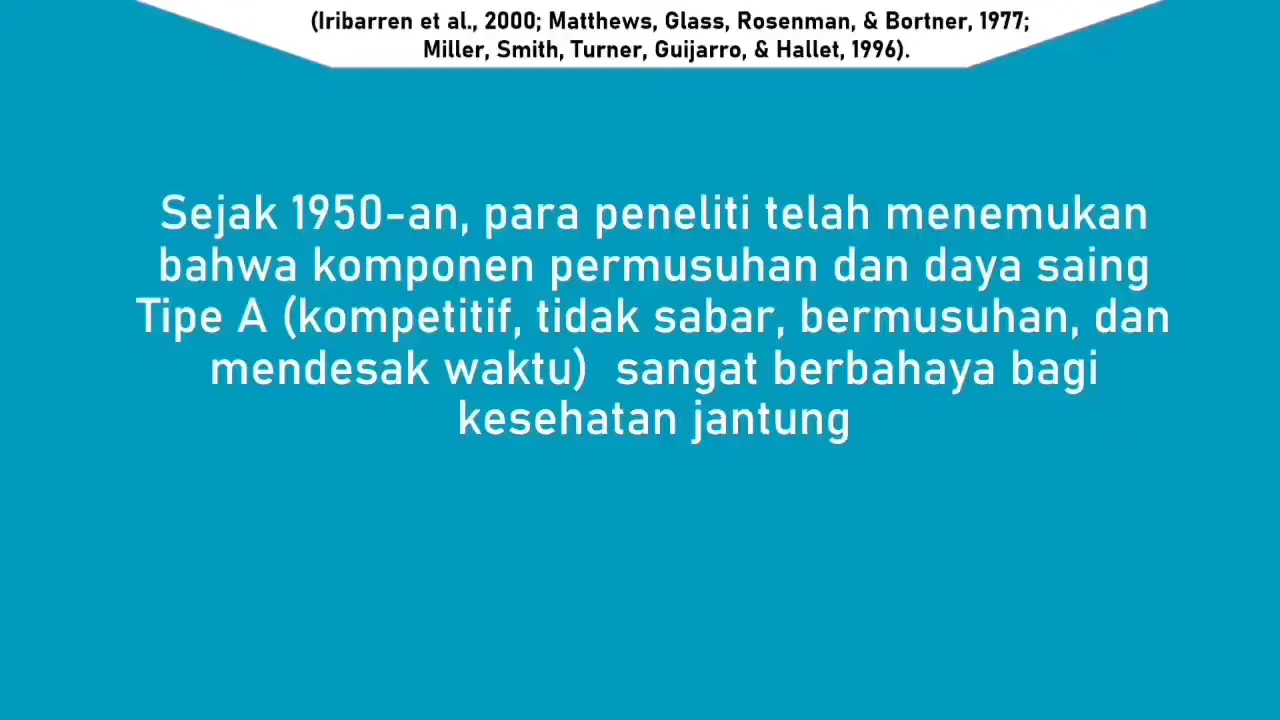 (Iribarren et al., 2000; Matthews, Glass, Rosenman, & Bortner, 1977;
Miller, Smith, Turner, Guijarro, & Hallet, 1996).
Sejak 1950-an, para peneliti telah menemukan
bahwa komponen permusuhan dan daya saing
Tipe A (kompetitif, tidak sabar, bermusuhan, dan
mendesak waktu)  sangat berbahaya bagi
kesehatan jantung